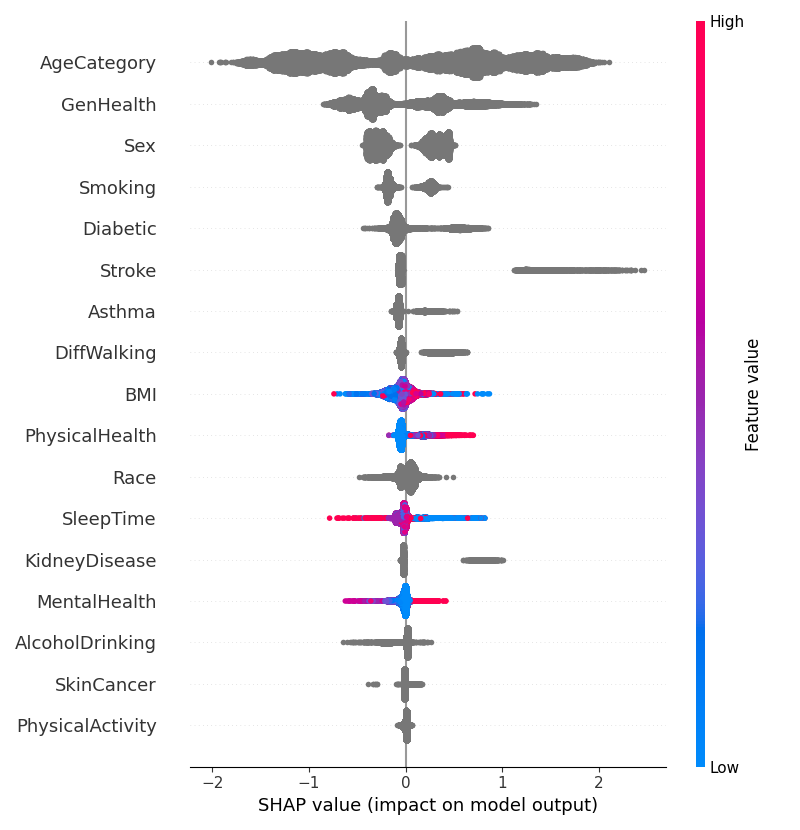 High
AgeCategory
GenHealth
Sex
Smoking
Diabetic
Stroke
Asthma
DiffWalking
BMI
PhysicalHealth
Race
SleepTime
KidneyDisease
MentalHealth
AlcoholDrinking
SkinCancer
PhysicalActivity
Feature value
Low
−2 −1 0 1 2
SHAP value (impact on model output)